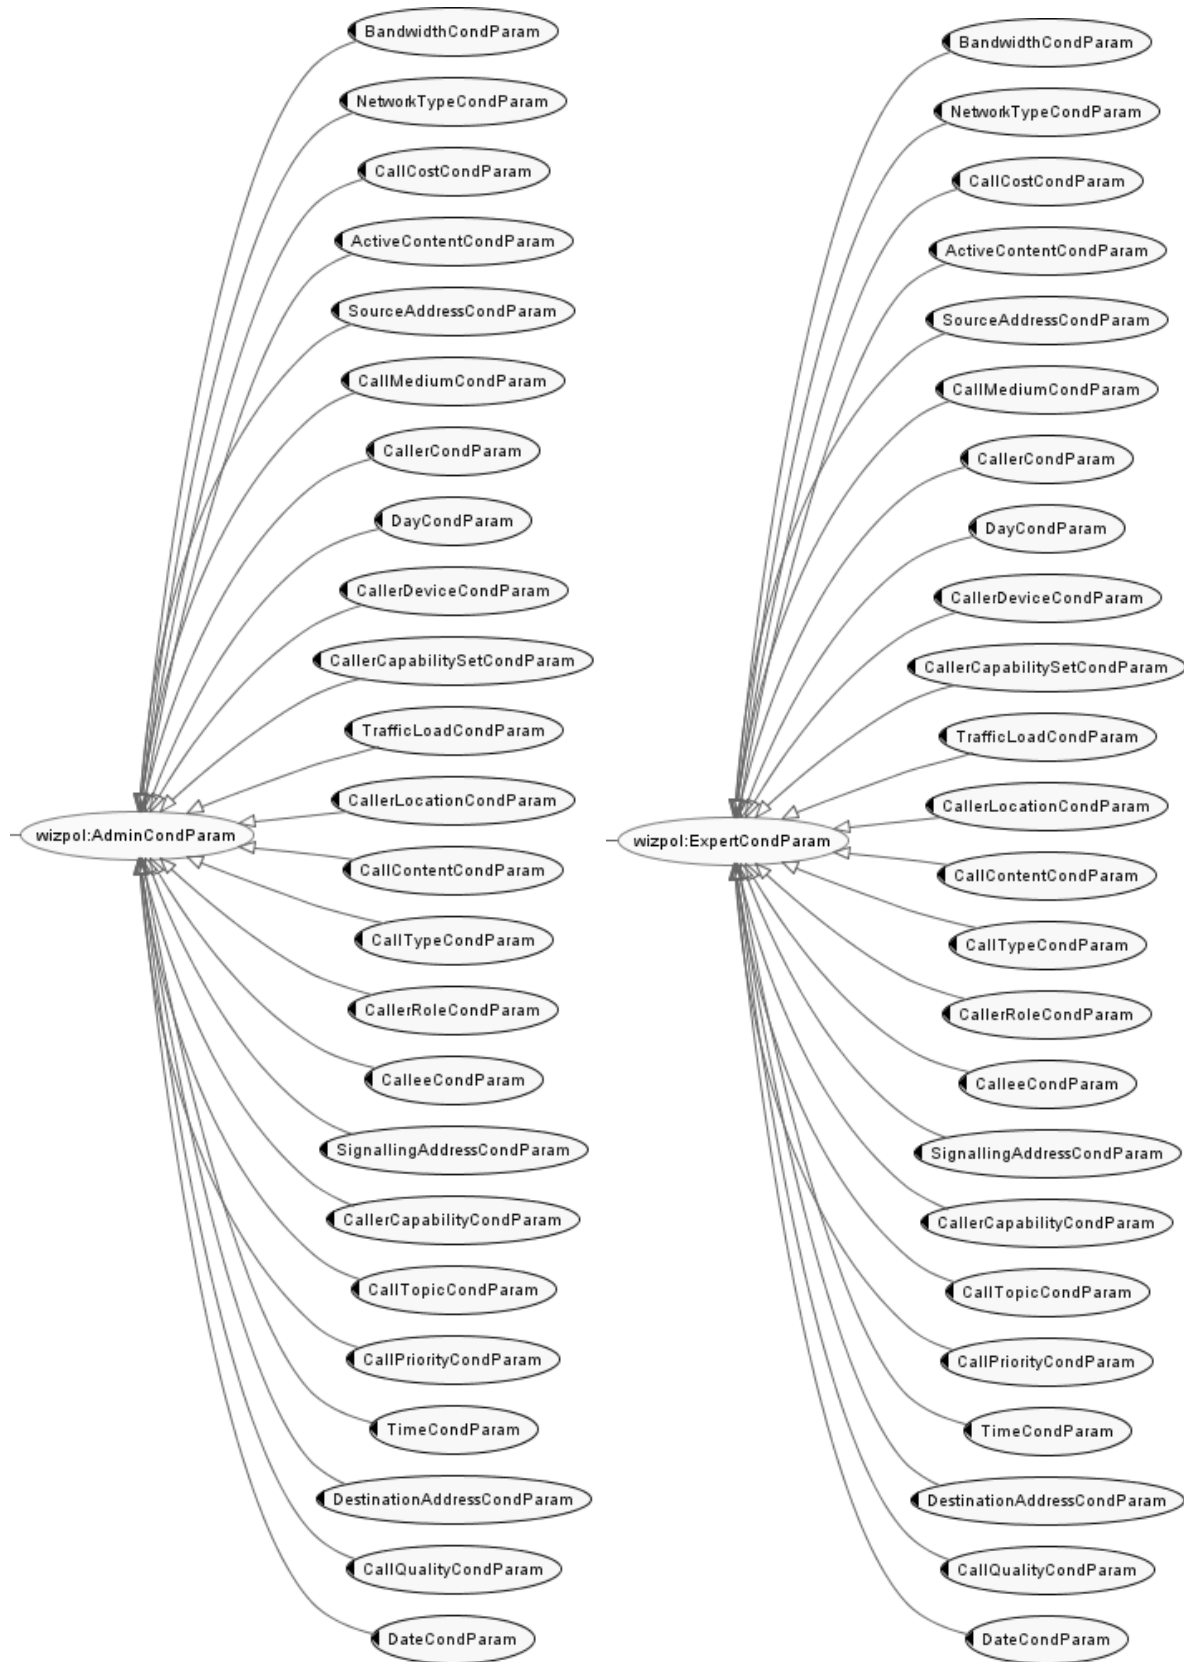 BandwidthCondParam
NetworkTypeCondParam
CallCostCondParam
ActiveContentCondParam
SourceAddressCondParam
CallMediumCondParam
CallerCondParam
DayCondParam
CallerDeviceCondParam
CallerCapabilitySetCondParam
TrafficLoadCondParam
CallerLocationCondParam
wizpol:AdminCondParam
CallContentCondParam
CallTypeCondParam
CallerRoleCondParam
CalleeCondParam
SignallingAddressCondParam
CallerCapabilityCondParam
CallTopicCondParam
CallPriorityCondParam
TimeCondParam
DestinationAddressCondParam
CallQualityCondParam
DateCondParam
BandwidthCondParam
NetworkTypeCondParam
CallCostCondParam
ActiveContentCondParam
SourceAddressCondParam
CallMediumCondParam
CallerCondParam
DayCondParam
CallerDeviceCondParam
CallerCapabilitySetCondParam
TrafficLoadCondParam
CallerLocationCondParam
wizpol:ExpertCondParam
CallContentCondParam
CallTypeCondParam
CallerRoleCondParam
CalleeCondParam
SignallingAddressCondParam
CallerCapabilityCondParam
CallTopicCondParam
CallPriorityCondParam
TimeCondParam
DestinationAddressCondParam
CallQualityCondParam
DateCondParam